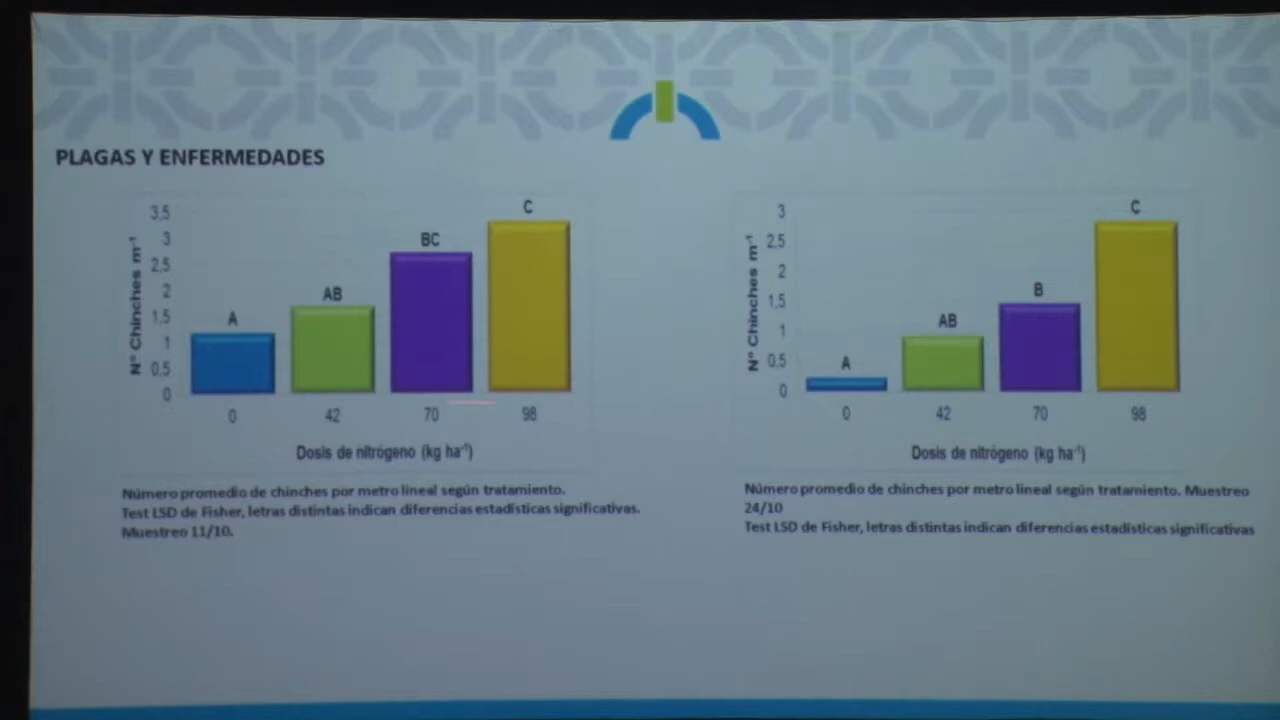 PLAGAS Y ENFERMEDADES
Nº Chinches m⁻¹
3,5
3
2,5
2
1,5
1
0,5
0
A
AB
BC
C
0 42 70 98
Dosis de nitrógeno (kg ha⁻¹)
Número promedio de chinches por metro lineal según tratamiento.
Test LSD de Fisher, letras distintas indican diferencias estadísticas significativas.
Muestreo 11/10.
Nº Chinches m⁻¹
3
2,5
2
1,5
1
0,5
0
A
AB
B
C
0 42 70 98
Dosis de nitrógeno (kg ha⁻¹)
Número promedio de chinches por metro lineal según tratamiento. Muestreo
24/10
Test LSD de Fisher, letras distintas indican diferencias estadísticas significativas